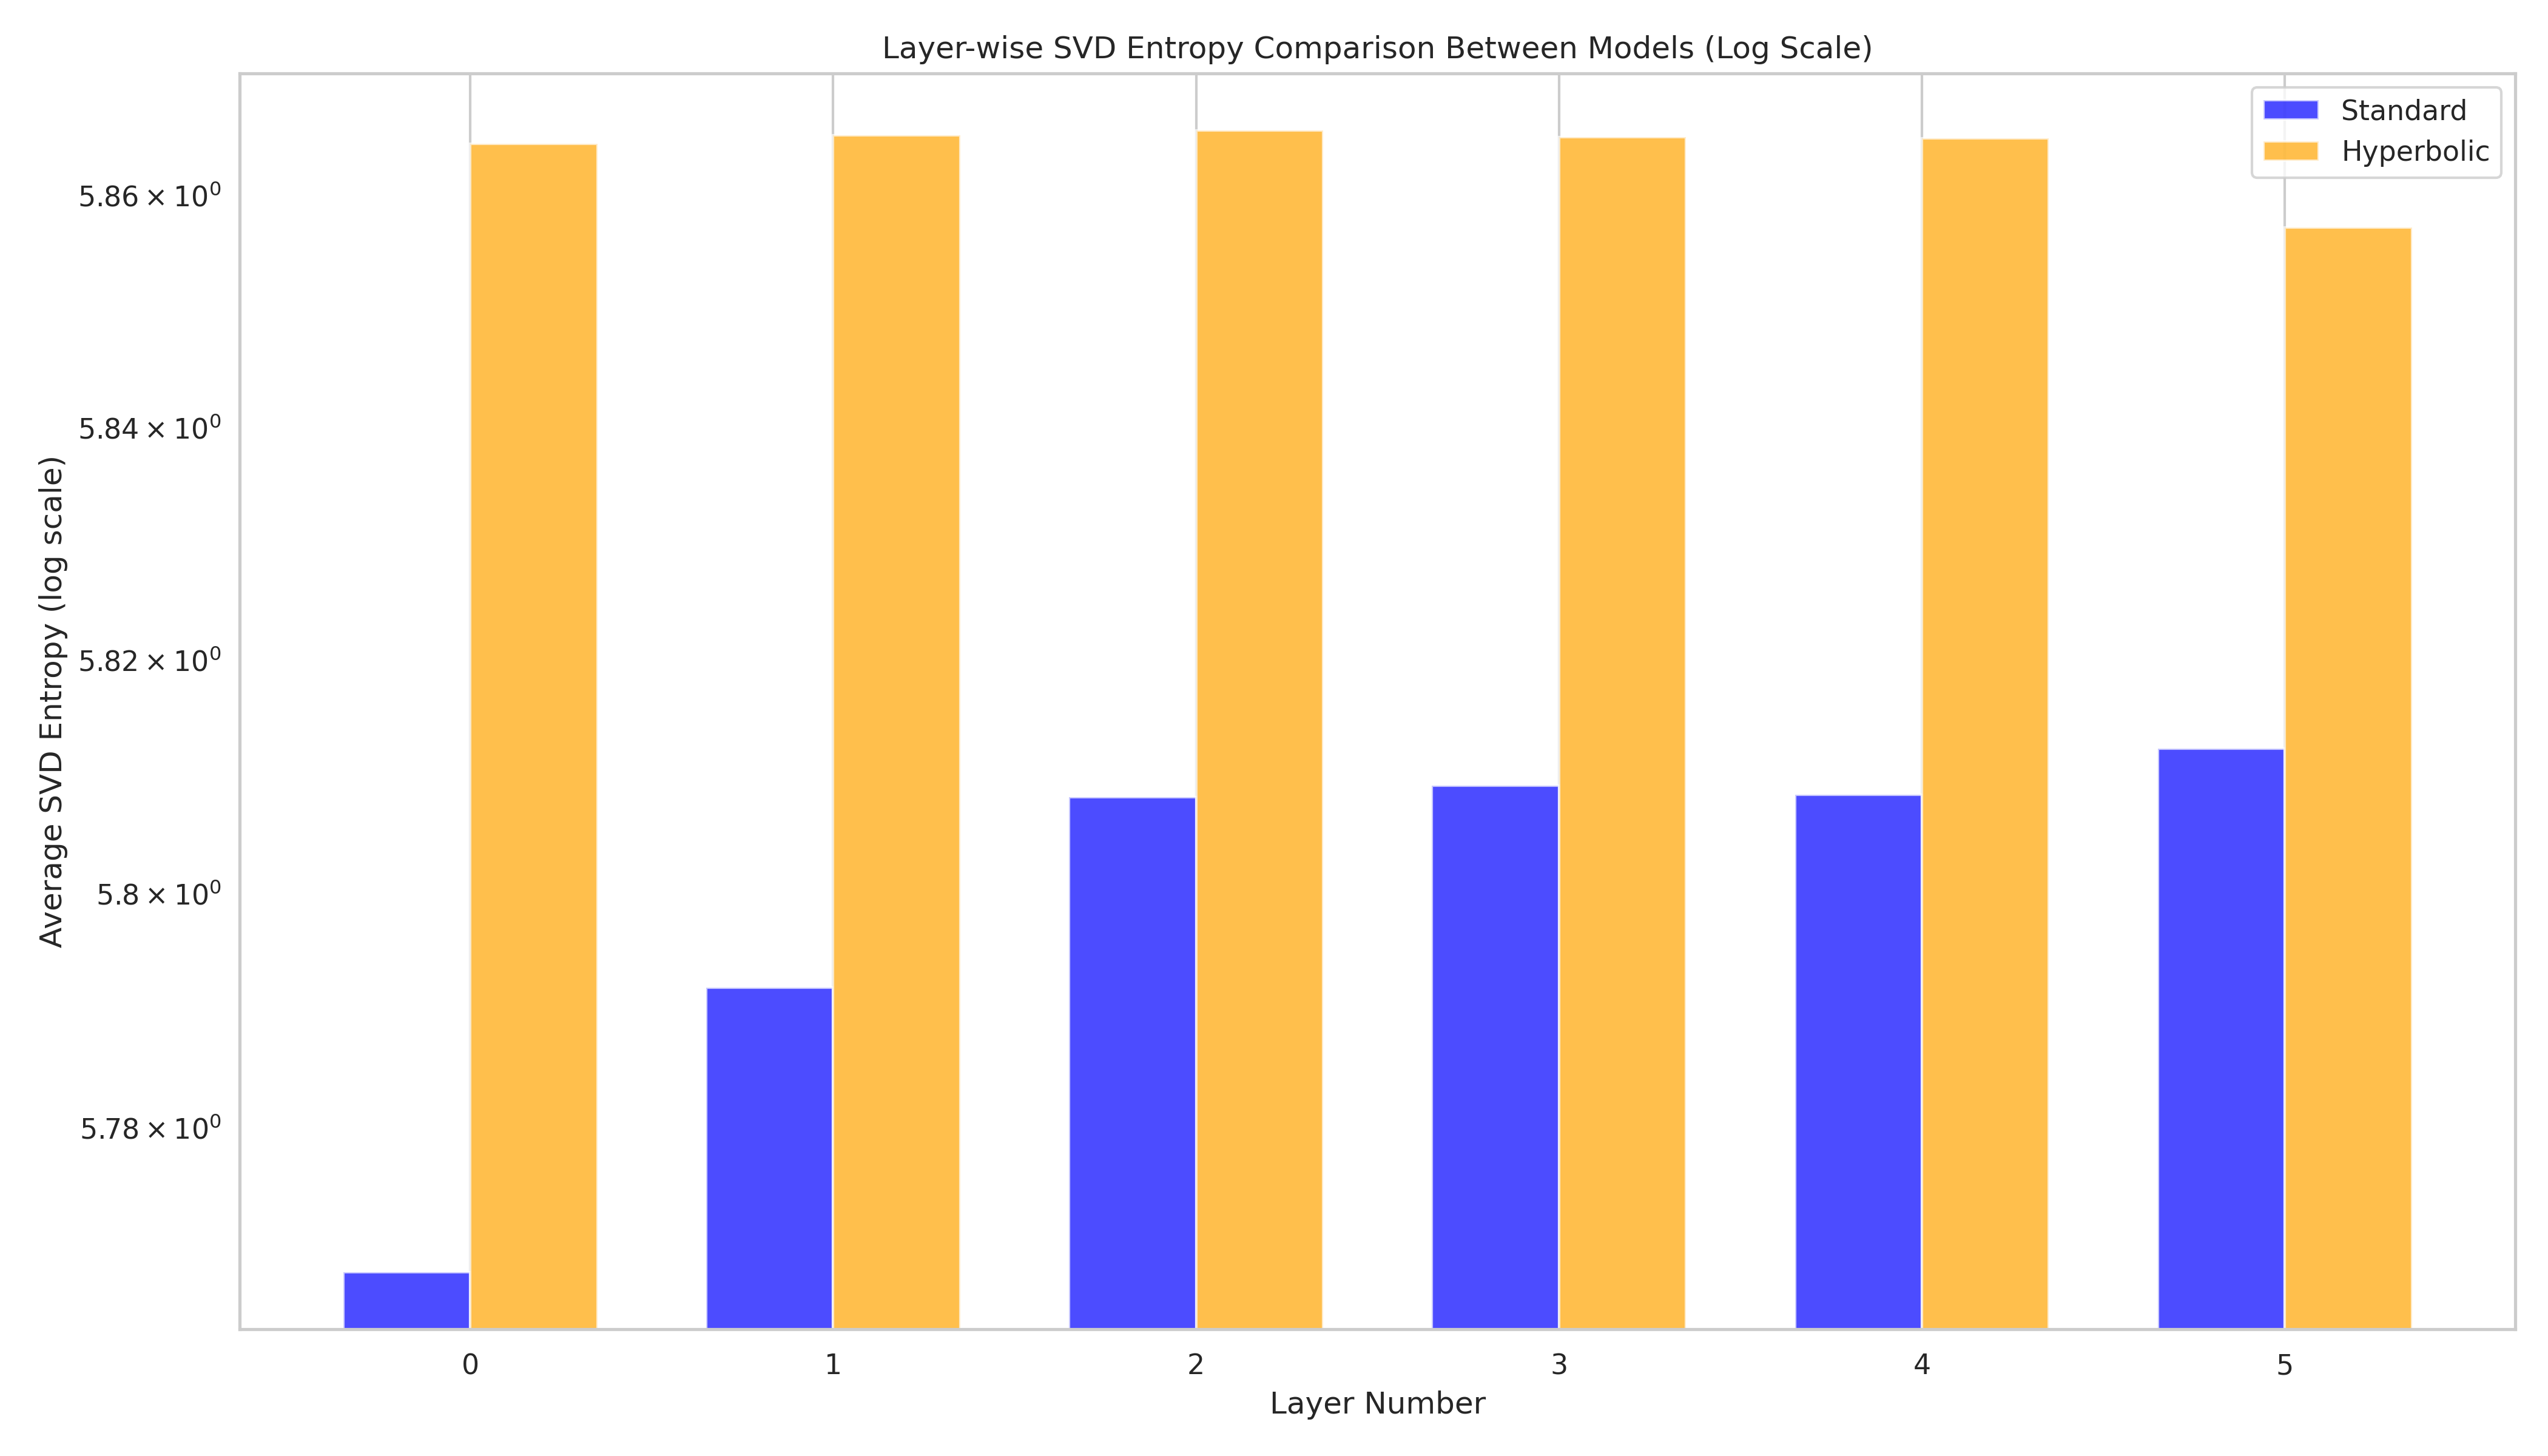 Layer-wise SVD Entropy Comparison Between Models (Log Scale)
Standard
Hyperbolic
Average SVD Entropy (log scale)
5.86 × 10⁰
5.84 × 10⁰
5.82 × 10⁰
5.8 × 10⁰
5.78 × 10⁰
0 1 2 3 4 5
Layer Number